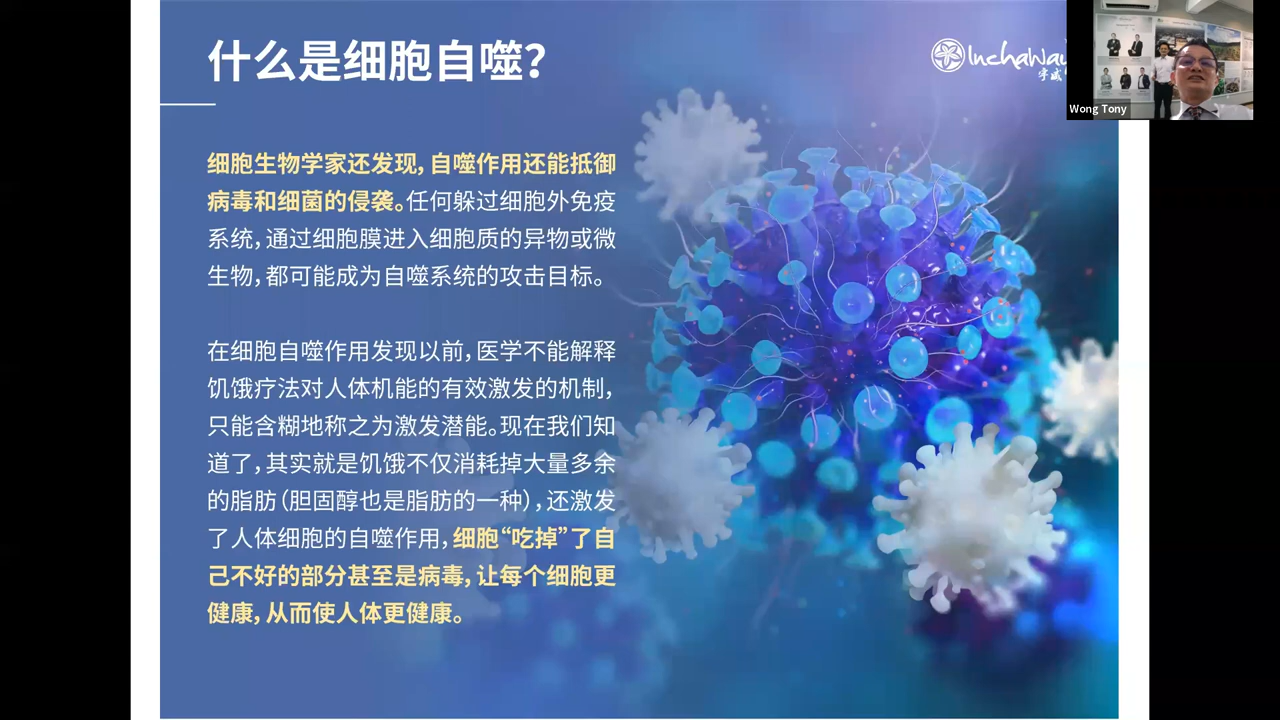 什么是细胞自噬？
Inchaway
宇威
Wong Tony
细胞生物学家还发现，自噬作用还能抵御
病毒和细菌的侵袭。任何躲过细胞外免疫
系统，通过细胞膜进入细胞质的异物或微
生物，都可能成为自噬系统的攻击目标。
在细胞自噬作用发现以前，医学不能解释
饥饿疗法对人体机能的有效激发的机制，
只能含糊地称之为激发潜能。现在我们知
道了，其实就是饥饿不仅消耗掉大量多余
的脂肪（胆固醇也是脂肪的一种），还激发
了人体细胞的自噬作用，细胞“吃掉”了自
己不好的部分甚至是病毒，让每个细胞更
健康，从而使人体更健康。